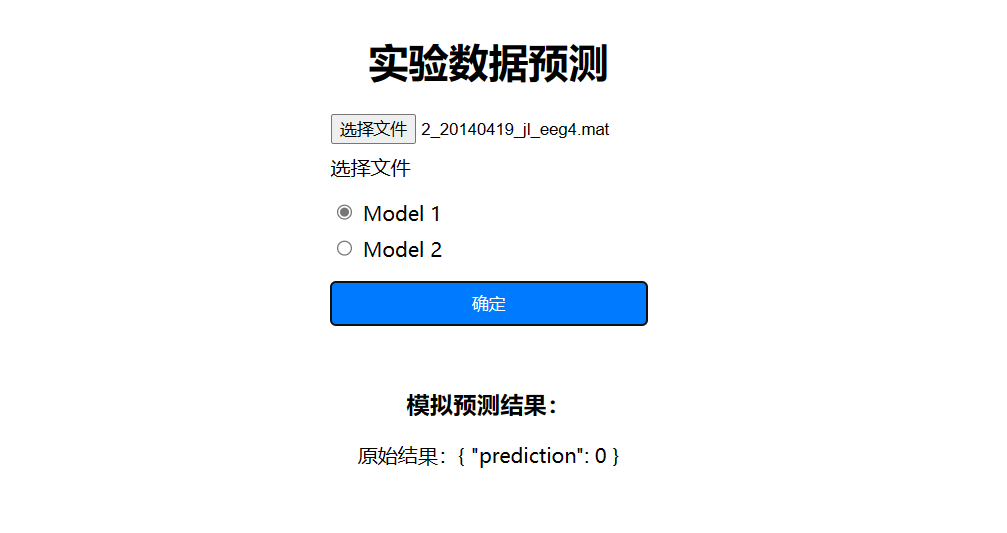 实验数据预测
选择文件 2_20140419_jl_eeg4.mat
选择文件
Model 1
Model 2
确定
模拟预测结果：
原始结果：{ "prediction": 0 }